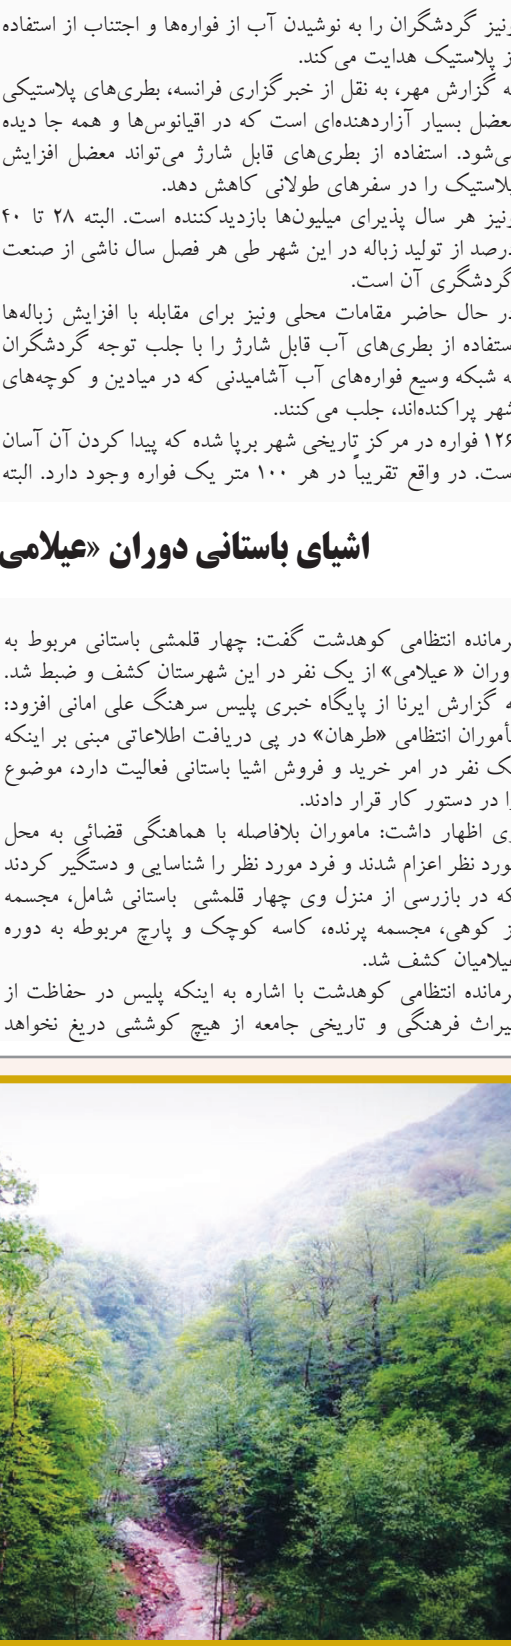 ونیز گردشگران را به نوشیدن آب از فواره‌ها و اجتناب از استفاده
از پلاستیک هدایت می‌کند.
به گزارش مهر، به نقل از خبرگزاری فرانسه، بطری‌های پلاستیکی
معضل بسیار آزاردهنده‌ای است که در اقیانوس‌ها و همه جا دیده
می‌شود. استفاده از بطری‌های قابل شارژ می‌تواند معضل افزایش
پلاستیک را در سفرهای طولانی کاهش دهد.
ونیز هر سال پذیرای میلیون‌ها بازدیدکننده است. البته ۲۸ تا ۴۰
درصد از تولید زباله در این شهر طی هر فصل سال ناشی از صنعت
گردشگری آن است.
در حال حاضر مقامات محلی ونیز برای مقابله با افزایش زباله‌ها
استفاده از بطری‌های آب قابل شارژ را با جلب توجه گردشگران
به شبکه وسیع فواره‌های آب آشامیدنی که در میادین و کوچه‌های
شهر پراکنده‌اند، جلب می‌کنند.
۱۲۶ فواره در مرکز تاریخی شهر برپا شده که پیدا کردن آن آسان
است. در واقع تقریباً در هر ۱۰۰ متر یک فواره وجود دارد. البته
اشیای باستانی دوران «عیلامی
فرمانده انتظامی کوهدشت گفت: چهار قلمشی باستانی مربوط به
دوران « عیلامی» از یک نفر در این شهرستان کشف و ضبط شد.
به گزارش ایرنا از پایگاه خبری پلیس سرهنگ علی امانی افزود:
مأموران انتظامی «طرهان» در پی دریافت اطلاعاتی مبنی بر اینکه
یک نفر در امر خرید و فروش اشیا باستانی فعالیت دارد، موضوع
را در دستور کار قرار دادند.
وی اظهار داشت: ماموران بلافاصله با هماهنگی قضائی به محل
مورد نظر اعزام شدند و فرد مورد نظر را شناسایی و دستگیر کردند
که در بازرسی از منزل وی چهار قلمشی باستانی شامل، مجسمه
بز کوهی، مجسمه پرنده، کاسه کوچک و پارچ مربوطه به دوره
عیلامیان کشف شد.
فرمانده انتظامی کوهدشت با اشاره به اینکه پلیس در حفاظت از
میراث فرهنگی و تاریخی جامعه از هیچ کوششی دریغ نخواهد